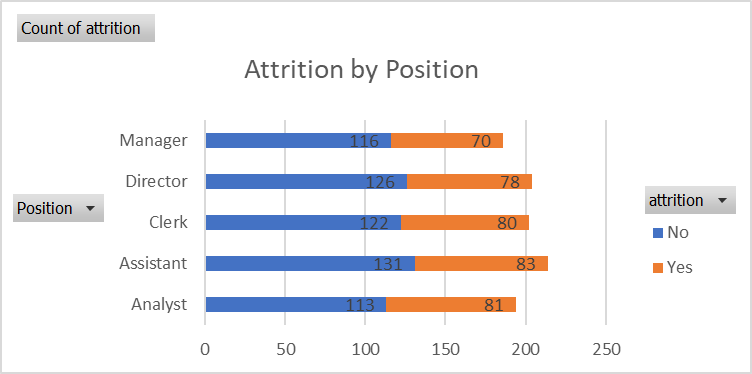 Count of attrition
Attrition by Position
Manager 116 70
Director 126 78
Position Clerk 122 80 attrition
No
Assistant 131 83 Yes
Analyst 113 81
0 50 100 150 200 250